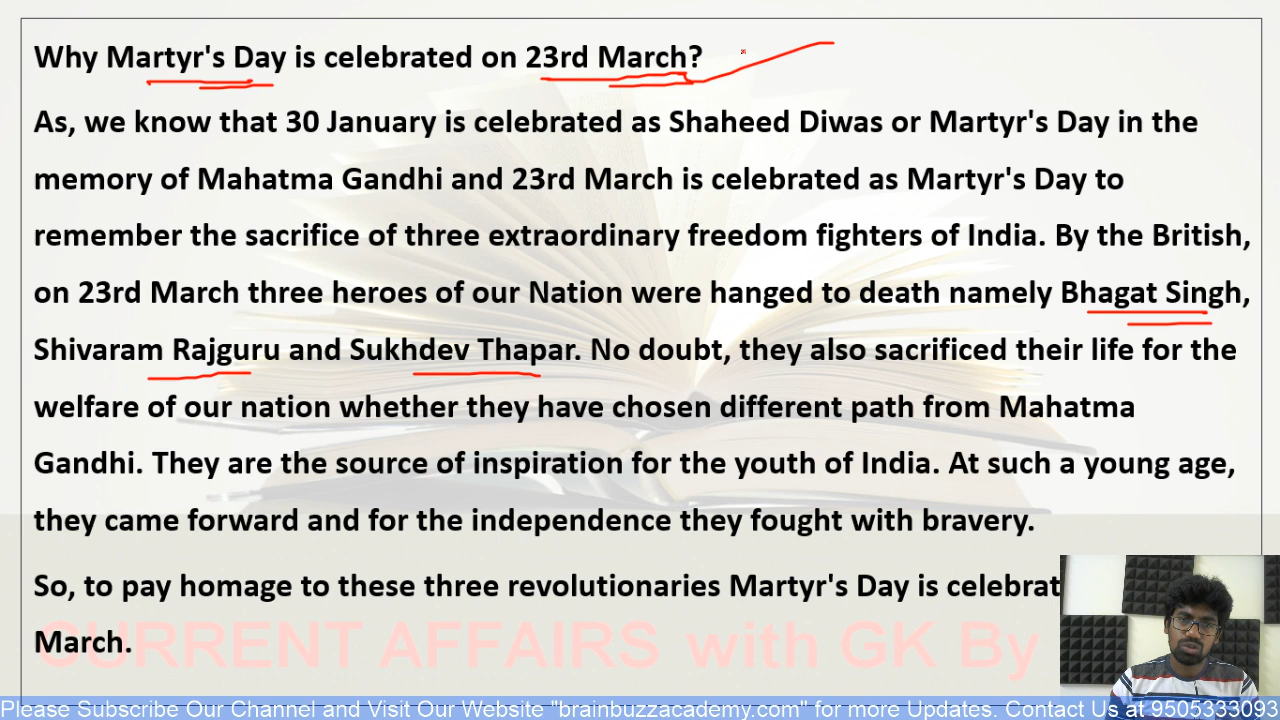 Why Martyr's Day is celebrated on 23rd March?
As, we know that 30 January is celebrated as Shaheed Diwas or Martyr's Day in the
memory of Mahatma Gandhi and 23rd March is celebrated as Martyr's Day to
remember the sacrifice of three extraordinary freedom fighters of India. By the British,
on 23rd March three heroes of our Nation were hanged to death namely Bhagat Singh,
Shivaram Rajguru and Sukhdev Thapar. No doubt, they also sacrificed their life for the
welfare of our nation whether they have chosen different path from Mahatma
Gandhi. They are the source of inspiration for the youth of India. At such a young age,
they came forward and for the independence they fought with bravery.
So, to pay homage to these three revolutionaries Martyr's Day is celebrat
March.
CURRENT AFFAIRS with GK By
Please Subscribe Our Channel and Visit Our Website "brainbuzzacademy.com" for more Updates. Contact Us at 9505333093